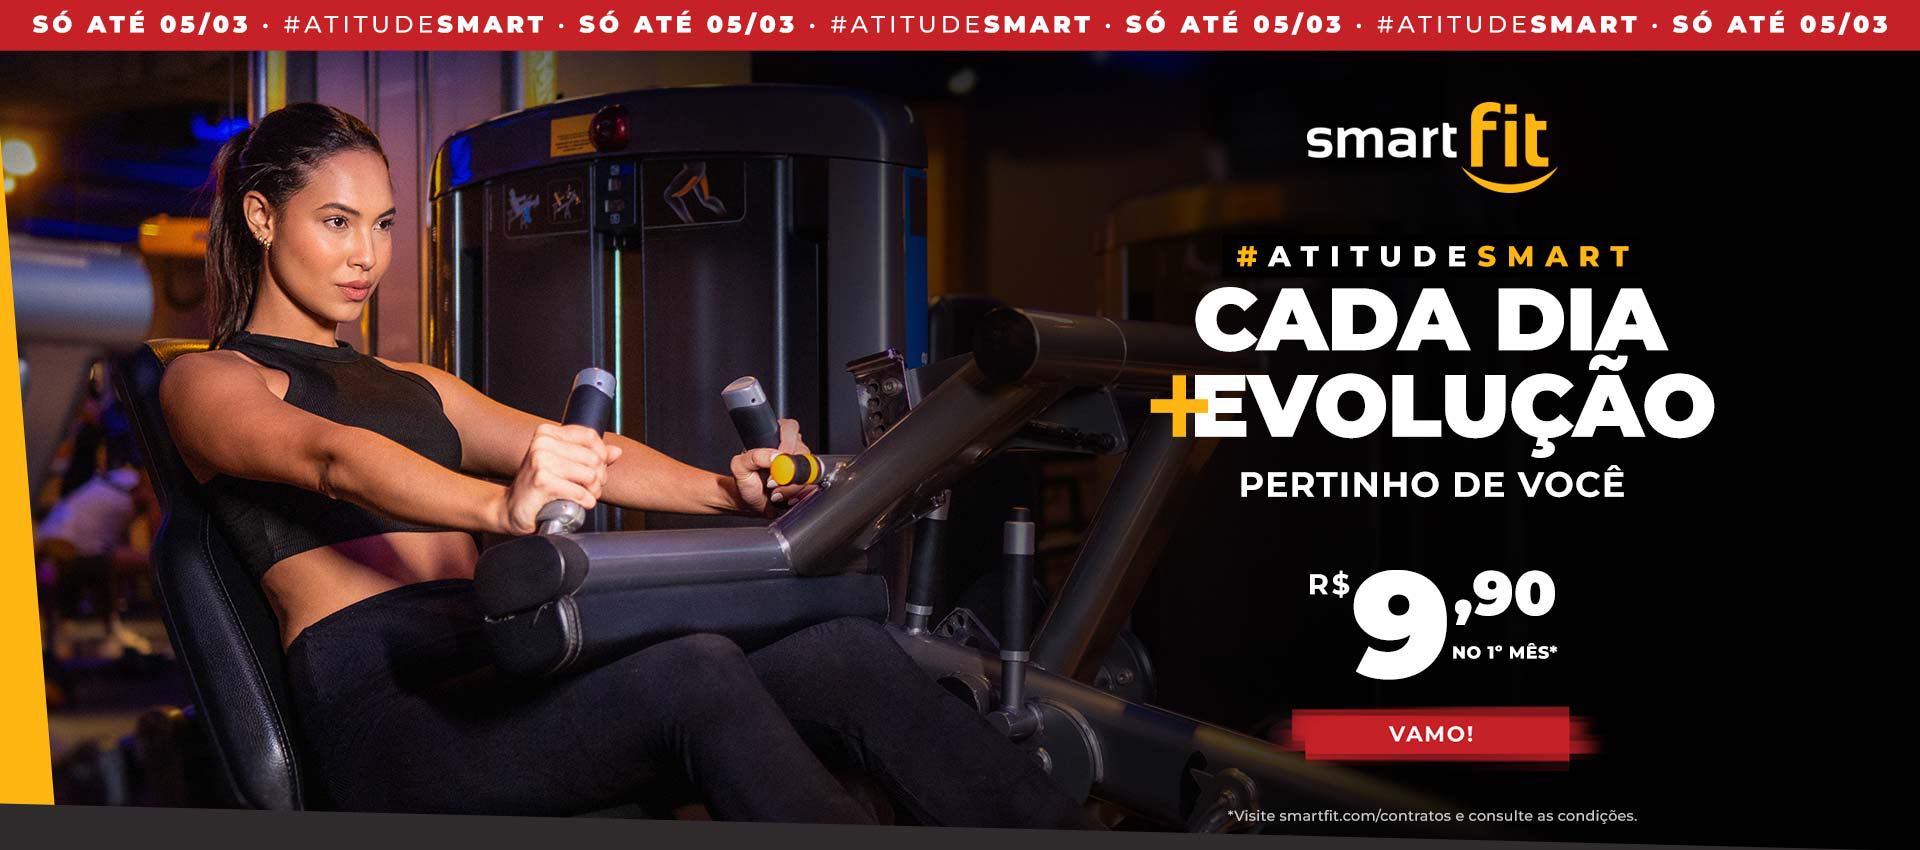 SÓ ATÉ 05/03 • #ATITUDESMART • SÓ ATÉ 05/03 • #ATITUDESMART • SÓ ATÉ 05/03 • #ATITUDESMART • SÓ ATÉ 05/03
smart fit
#ATITUDESMART
CADA DIA
+EVOLUÇÃO
PERTINHO DE VOCÊ
R$ 9,90
NO 1º MÊS*
VAMO!
*Visite smartfit.com/contratos e consulte as condições.